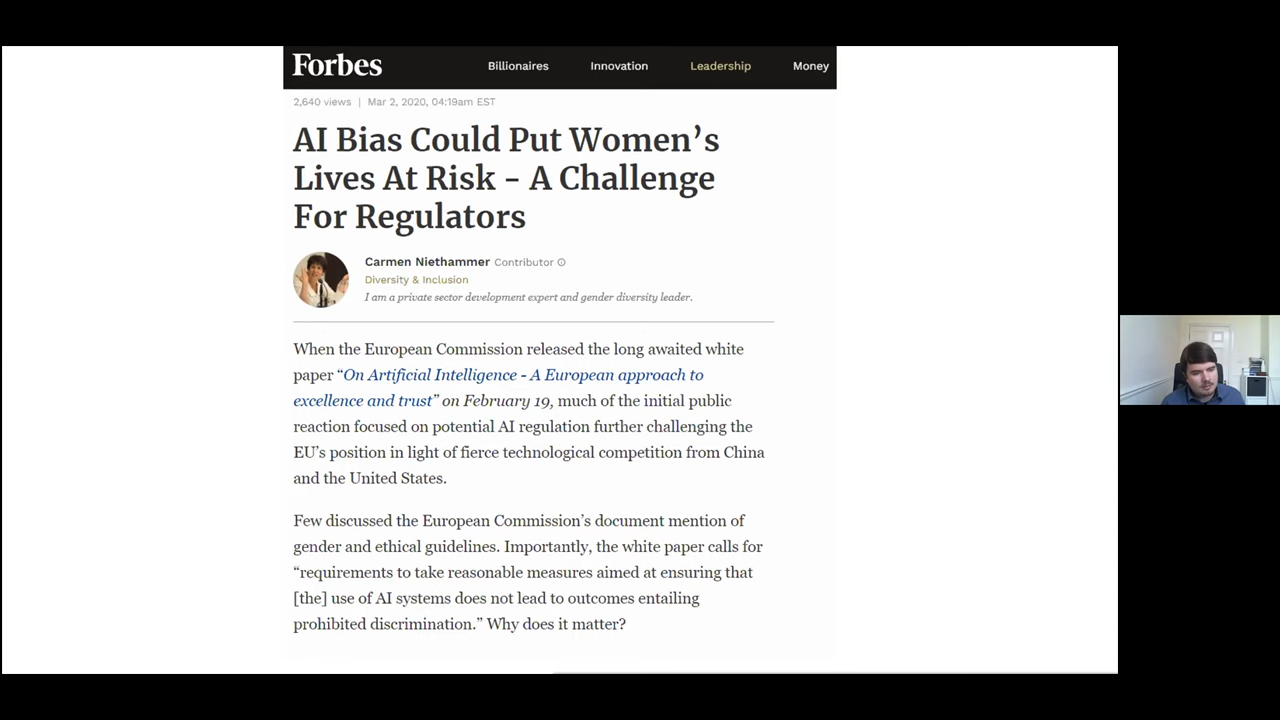 Forbes
Billionaires Innovation Leadership Money
2,640 views | Mar 2, 2020, 04:19am EST
AI Bias Could Put Women’s
Lives At Risk - A Challenge
For Regulators
Carmen Niethammer Contributor
Diversity & Inclusion
I am a private sector development expert and gender diversity leader.
When the European Commission released the long awaited white
paper “On Artificial Intelligence - A European approach to
excellence and trust” on February 19, much of the initial public
reaction focused on potential AI regulation further challenging the
EU’s position in light of fierce technological competition from China
and the United States.
Few discussed the European Commission’s document mention of
gender and ethical guidelines. Importantly, the white paper calls for
“requirements to take reasonable measures aimed at ensuring that
[the] use of AI systems does not lead to outcomes entailing
prohibited discrimination.” Why does it matter?